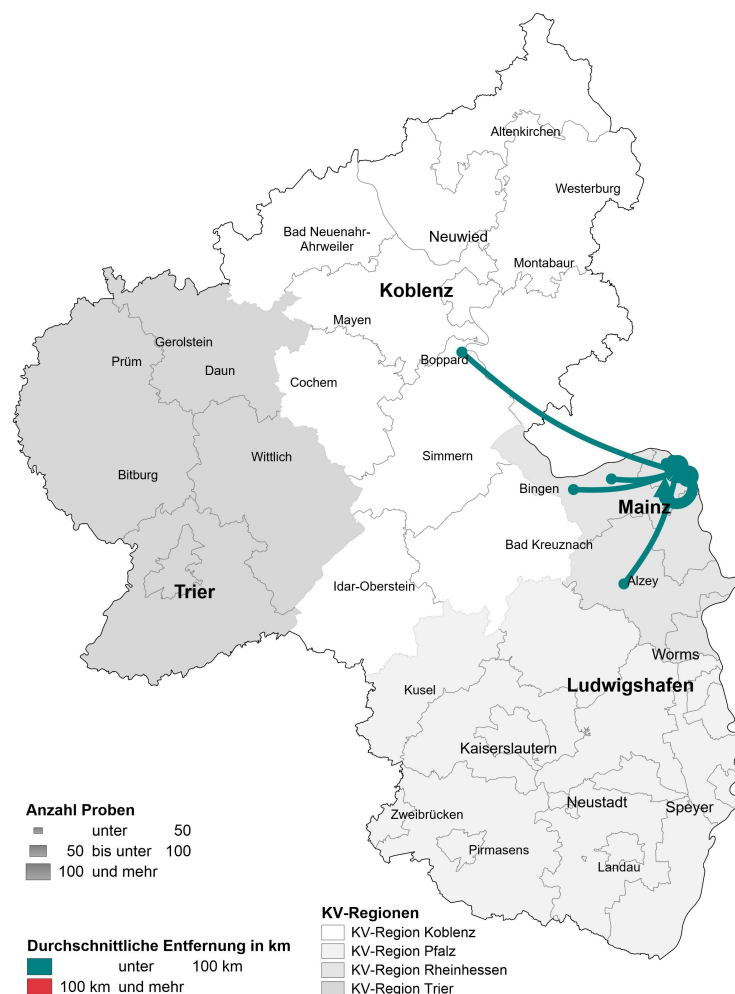 Altenkirchen
Westerburg
Bad Neuenahr-
Ahrweiler
Neuwied
Montabaur
Koblenz
Mayen
Gerolstein
Prüm
Daun
Boppard
Cochem
Wittlich
Simmern
Bitburg
Bingen
Mainz
Bad Kreuznach
Trier
Idar-Oberstein
Alzey
Worms
Kusel
Ludwigshafen
Kaiserslautern
Neustadt
Speyer
Zweibrücken
Pirmasens
Landau
Anzahl Proben
unter 50
50 bis unter 100
100 und mehr
Durchschnittliche Entfernung in km
unter 100 km
100 km und mehr
KV-Regionen
KV-Region Koblenz
KV-Region Pfalz
KV-Region Rheinhessen
KV-Region Trier